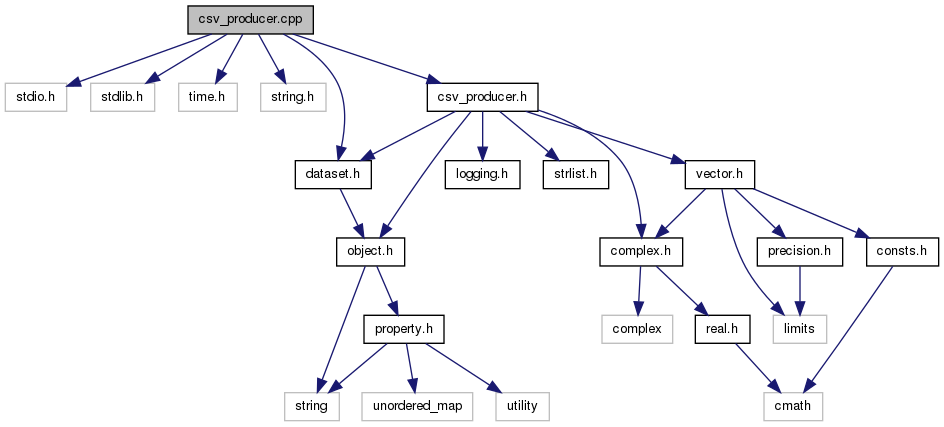 csv_producer.cpp
stdio.h
stdlib.h
time.h
string.h
csv_producer.h
dataset.h
logging.h
strlist.h
vector.h
object.h
complex.h
precision.h
consts.h
property.h
complex
real.h
limits
string
unordered_map
utility
cmath